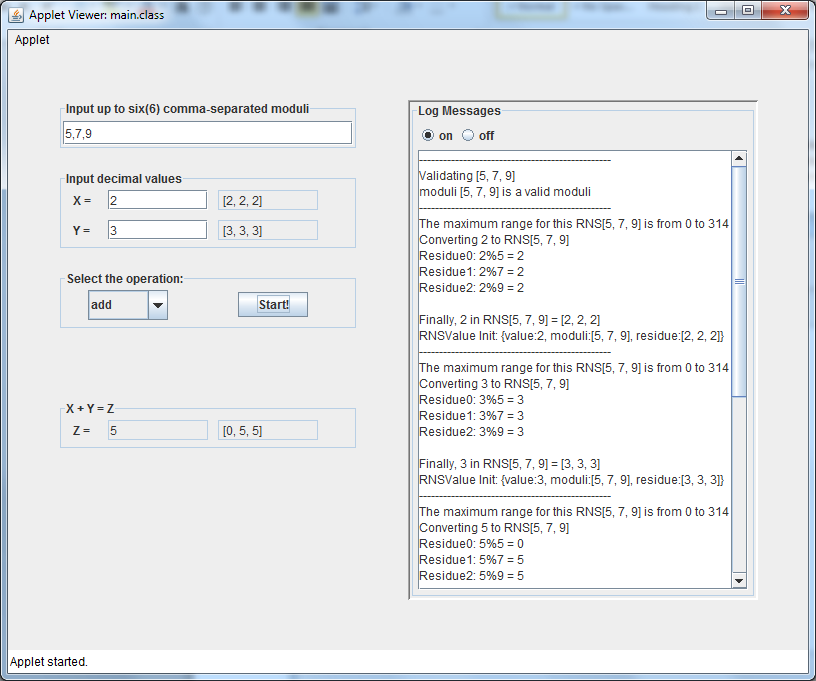 Applet Viewer: main.class
Applet
Input up to six(6) comma-separated moduli
5,7,9
Input decimal values
X = 2 [2, 2, 2]
Y = 3 [3, 3, 3]
Select the operation:
add Start!
X + Y = Z
Z = 5 [0, 5, 5]
Log Messages
on off
------------------------------------------------
Validating [5, 7, 9]
moduli [5, 7, 9] is a valid moduli
------------------------------------------------
The maximum range for this RNS[5, 7, 9] is from 0 to 314
Converting 2 to RNS[5, 7, 9]
Residue0: 2%5 = 2
Residue1: 2%7 = 2
Residue2: 2%9 = 2
Finally, 2 in RNS[5, 7, 9] = [2, 2, 2]
RNSValue Init: {value:2, moduli:[5, 7, 9], residue:[2, 2, 2]}
------------------------------------------------
The maximum range for this RNS[5, 7, 9] is from 0 to 314
Converting 3 to RNS[5, 7, 9]
Residue0: 3%5 = 3
Residue1: 3%7 = 3
Residue2: 3%9 = 3
Finally, 3 in RNS[5, 7, 9] = [3, 3, 3]
RNSValue Init: {value:3, moduli:[5, 7, 9], residue:[3, 3, 3]}
------------------------------------------------
The maximum range for this RNS[5, 7, 9] is from 0 to 314
Converting 5 to RNS[5, 7, 9]
Residue0: 5%5 = 0
Residue1: 5%7 = 5
Residue2: 5%9 = 5
Applet started.